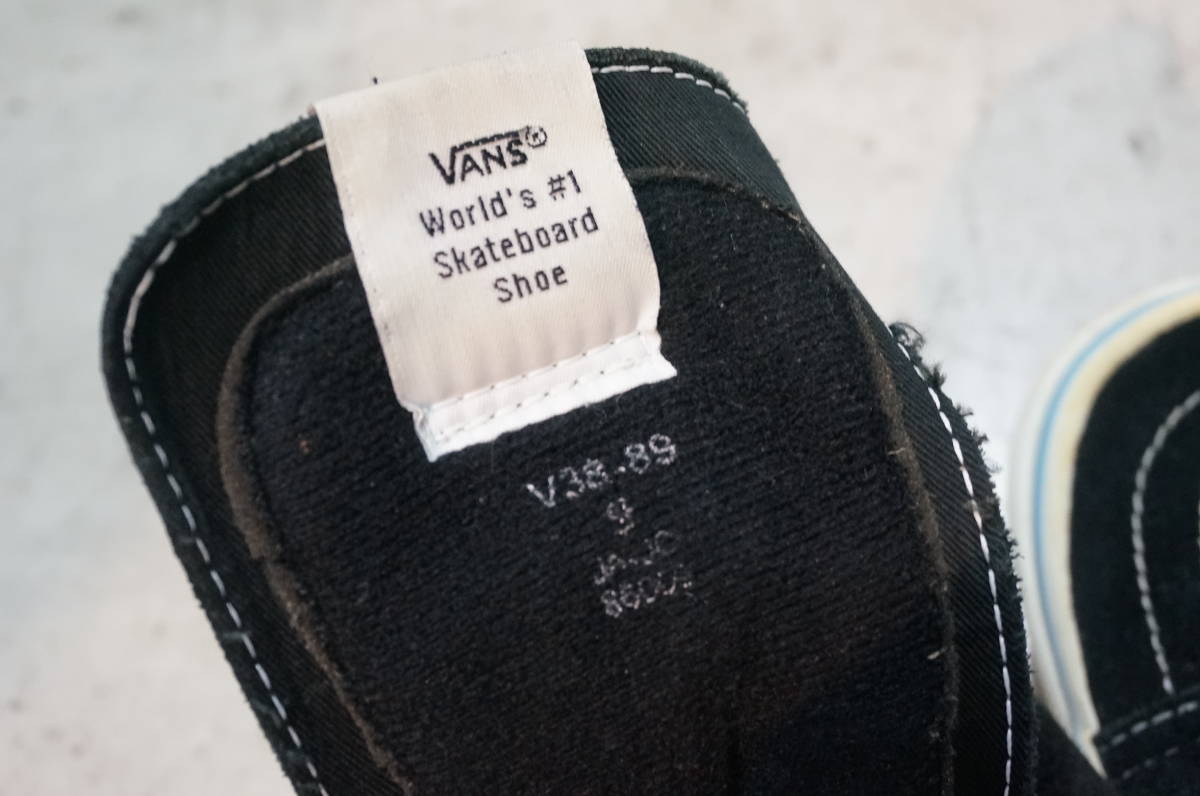 VANS®
World's #1
Skateboard
Shoe
V38-89
9